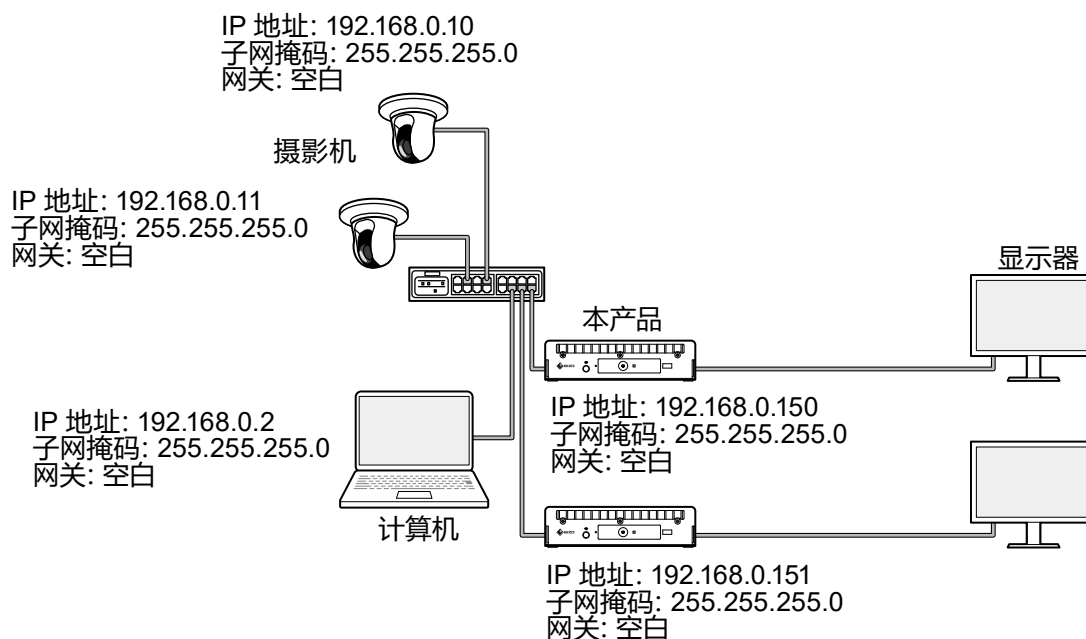 IP 地址: 192.168.0.10
子网掩码: 255.255.255.0
网关: 空白
摄影机
IP 地址: 192.168.0.11
子网掩码: 255.255.255.0
网关: 空白
显示器
本产品
IP 地址: 192.168.0.150
子网掩码: 255.255.255.0
网关: 空白
IP 地址: 192.168.0.2
子网掩码: 255.255.255.0
网关: 空白
计算机
IP 地址: 192.168.0.151
子网掩码: 255.255.255.0
网关: 空白